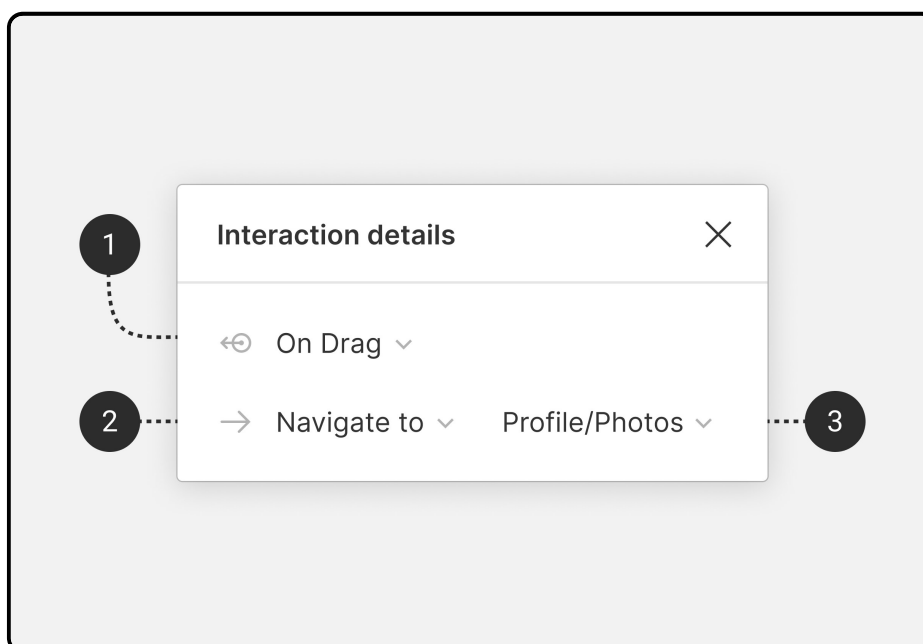 Interaction details
1
On Drag
2
Navigate to
Profile/Photos
3